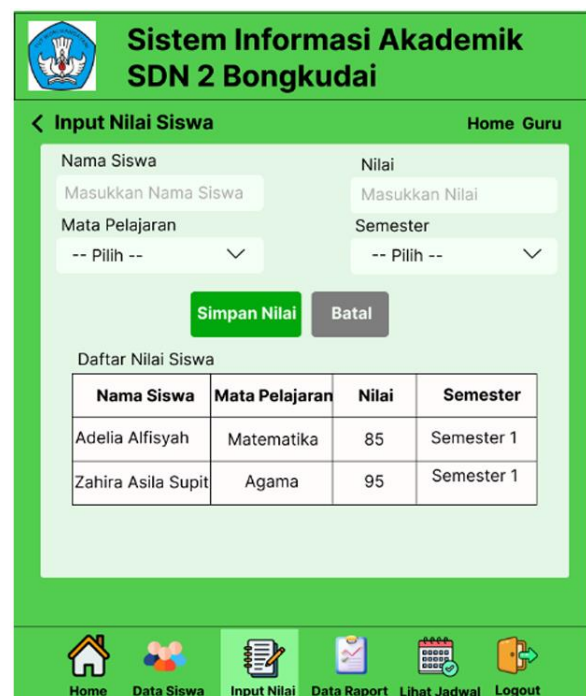 Sistem Informasi Akademik
SDN 2 Bongkudai
Input Nilai Siswa Home Guru
Nama Siswa Nilai
Masukkan Nama Siswa Masukkan Nilai
Mata Pelajaran Semester
-- Pilih -- -- Pilih --
Simpan Nilai Batal
Daftar Nilai Siswa
Nama Siswa Mata Pelajaran Nilai Semester
Adelia Alfisyah Matematika 85 Semester 1
Zahira Asila Supit Agama 95 Semester 1
Home Data Siswa Input Nilai Data Raport Lihat Jadwal Logout